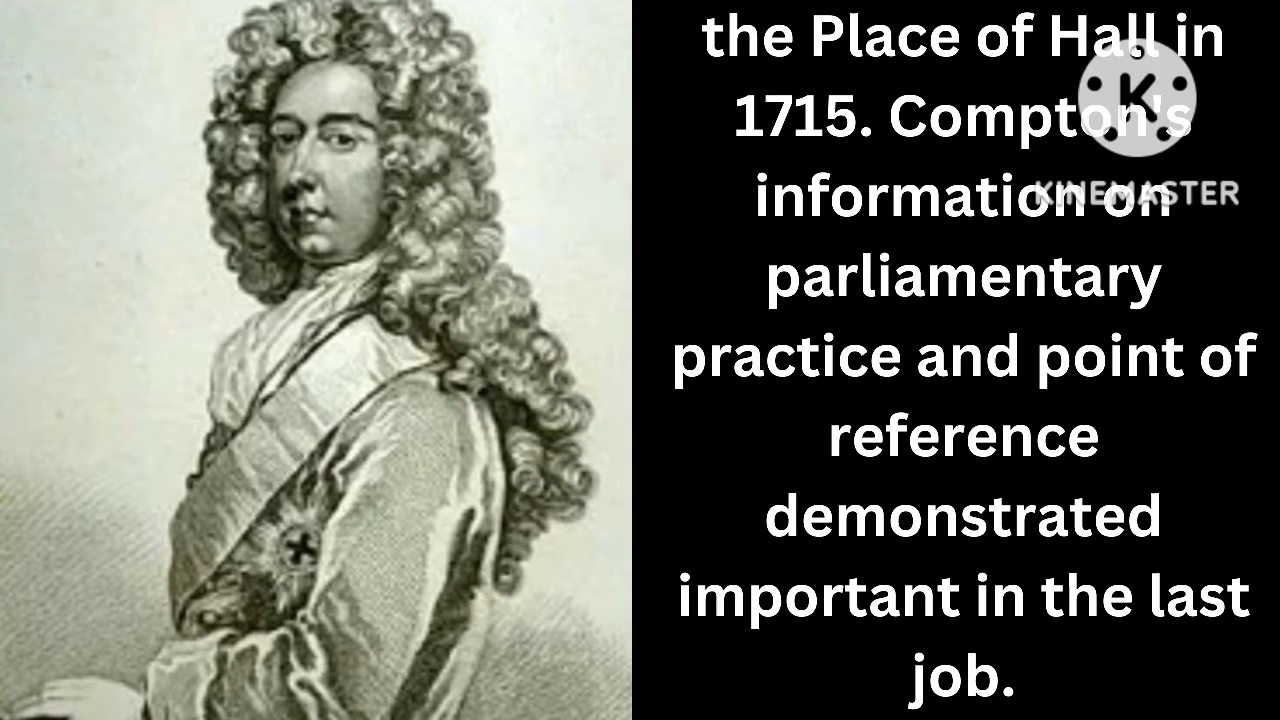 the Place of Hall in
1715. Compton's
information on
parliamentary
practice and point of
reference
demonstrated
important in the last
job.
K
KINEMASTER